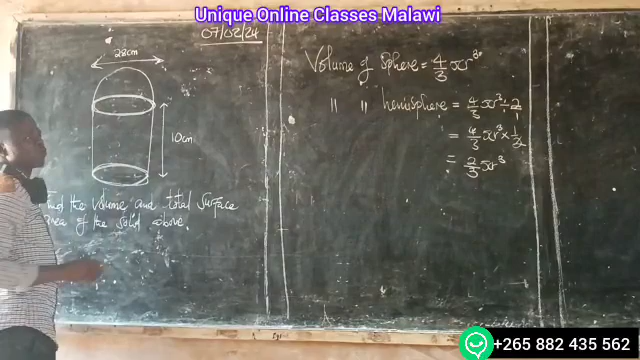 Unique Online Classes Malawi
07/02/24
28cm
10cm
Find the volume and total surface
area of the solid above.
Volume of sphere = 4/3 πr³
" " hemisphere = 4/3 πr³ ÷ 2/1
= 4/3 πr³ × 1/2
= 2/3 πr³
+265 882 435 562